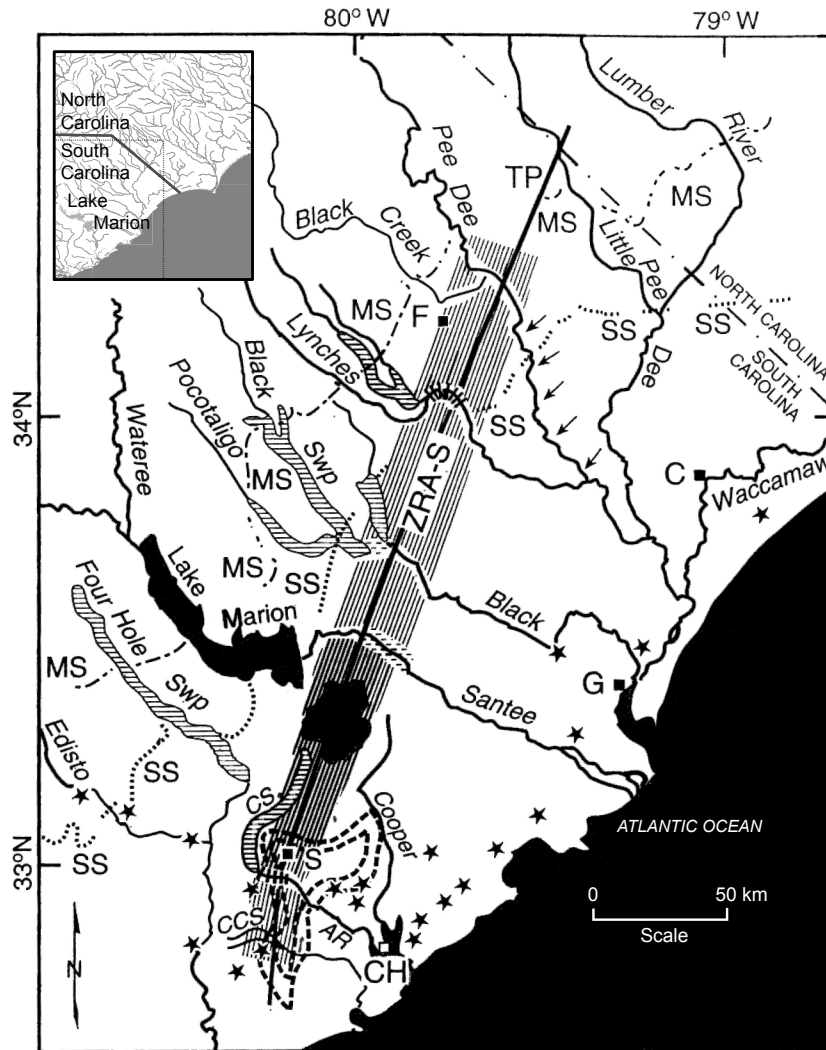 80° W
79° W
North
Carolina
South
Carolina
Lake
Marion
Lumber
River
Pee
Dee
TP
MS
MS
Black
Creek
Little
Pee
Dee
NORTH CAROLINA
SOUTH
CAROLINA
MS
F
SS
SS
Lynches
Black
Swp
Pocotaligo
Wateree
34°N
SS
ZRA-S
C
Waccamaw
MS
MS
SS
Lake
Marion
Four
Hole
Swp
MS
Black
G
Santee
Edisto
SS
CS
Cooper
ATLANTIC OCEAN
33°N
SS
S
0
50 km
Scale
CCS
AR
N
CH